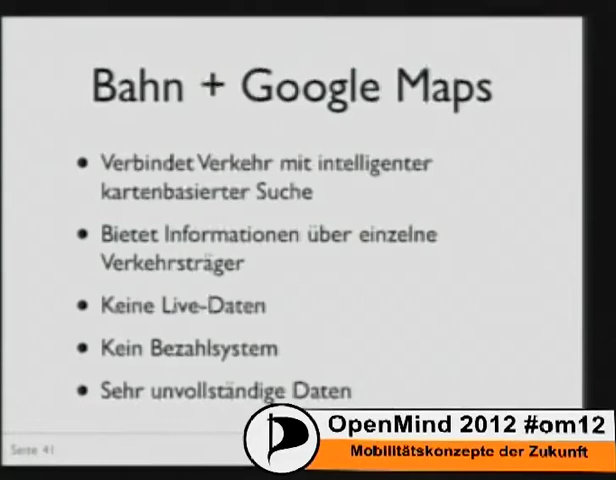 Bahn + Google Maps
• Verbindet Verkehr mit intelligenter
kartenbasierter Suche
• Bietet Informationen über einzelne
Verkehrsträger
• Keine Live-Daten
• Kein Bezahlsystem
• Sehr unvollständige Daten
Seite 41
OpenMind 2012 #om12
Mobilitätskonzepte der Zukunft